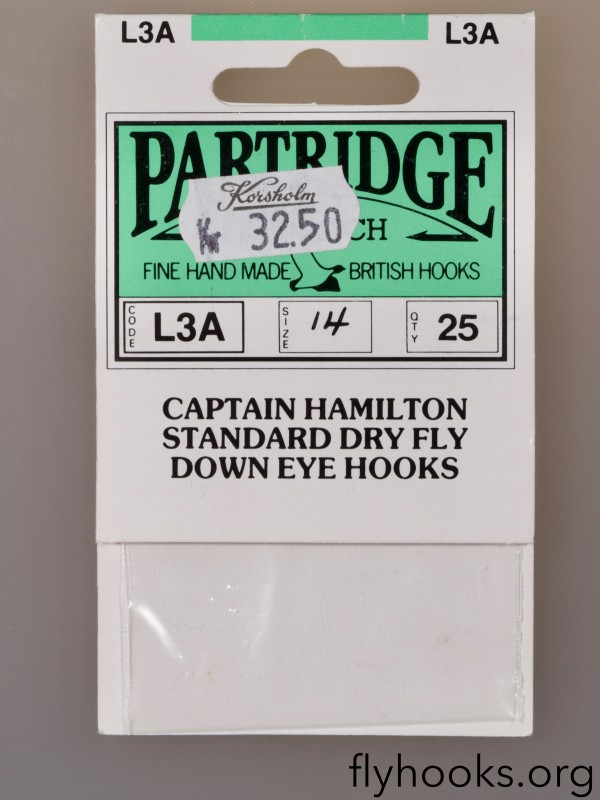 L3A L3A
PARTRIDGE
Korsholm
Kr 32.50
CH
FINE HAND MADE BRITISH HOOKS
CODE L3A SIZE 14 QTY 25
CAPTAIN HAMILTON
STANDARD DRY FLY
DOWN EYE HOOKS
flyhooks.org